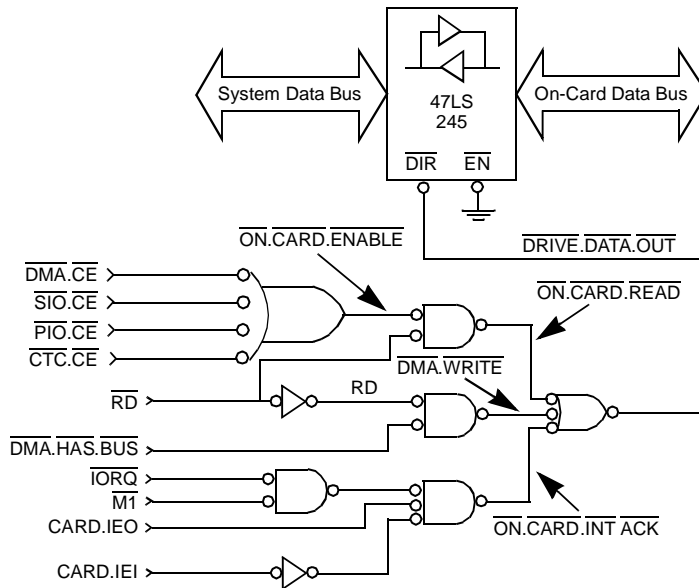 System Data Bus
47LS
245
On-Card Data Bus
DIR
EN
ON.CARD.ENABLE
DRIVE.DATA.OUT
DMA.CE
SIO.CE
PIO.CE
CTC.CE
ON.CARD.READ
DMA.WRITE
RD
RD
DMA.HAS.BUS
IORQ
M1
CARD.IEO
ON.CARD.INT ACK
CARD.IEI